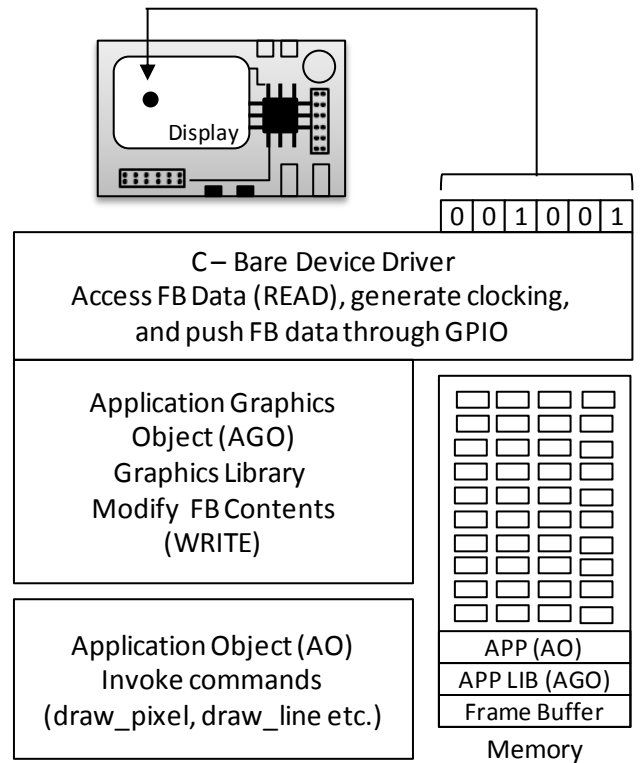 Display
0 0 1 0 0 1
C – Bare Device Driver
Access FB Data (READ), generate clocking,
and push FB data through GPIO
Application Graphics
Object (AGO)
Graphics Library
Modify FB Contents
(WRITE)
Application Object (AO)
Invoke commands
(draw_pixel, draw_line etc.)
APP (AO)
APP LIB (AGO)
Frame Buffer
Memory